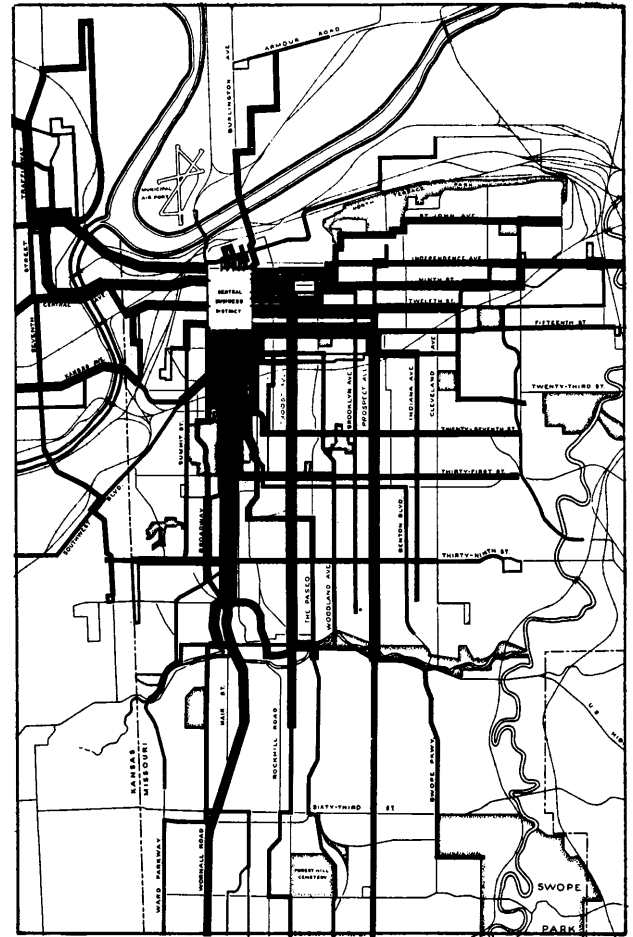 ARMOUR ROAD
BURLINGTON AVE
MUNICIPAL
AIR PORT
TRAFFICWAY
NORTH TERRACE PARK
ST JOHN AVE
INDEPENDENCE AVE
NINTH ST.
TWELFTH ST.
FIFTEENTH ST.
CENTRAL
BUSINESS
DISTRICT
CENTRAL AVE
SEVENTH STREET
KANSAS AVE
TWENTY-THIRD ST.
SUMMIT ST.
BROOKLYN AVE
PROSPECT AVE
INDIANA AVE
CLEVELAND AVE
TWENTY-SEVENTH ST.
THIRTY-FIRST ST.
SOUTHWEST BLVD.
BROADWAY
BENTON BLVD.
THIRTY-NINTH ST.
THE PASEO
WOODLAND AVE
KANSAS
MISSOURI
MAIN ST.
ROCKHILL ROAD
SWOPE PKWY.
U.S.
SIXTY-THIRD ST.
WARD PARKWAY
WORNALL ROAD
FOREST HILL
CEMETERY
SWOPE
PARK